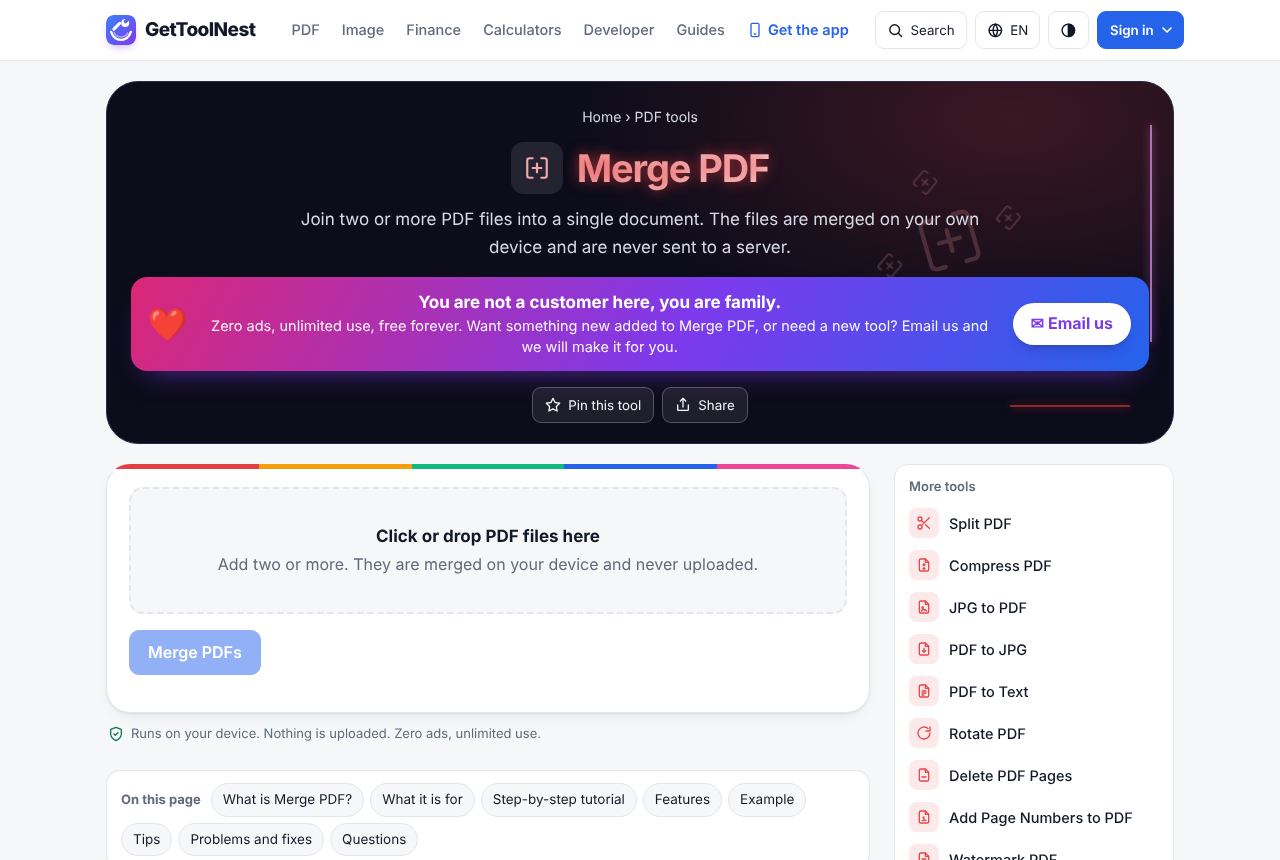 GetToolNest
PDF
Image
Finance
Calculators
Developer
Guides
Get the app
Search
EN
Sign in
Home › PDF tools
Merge PDF
Join two or more PDF files into a single document. The files are merged on your own
device and are never sent to a server.
You are not a customer here, you are family.
Zero ads, unlimited use, free forever. Want something new added to Merge PDF, or need a new tool? Email us and
we will make it for you.
✉ Email us
Pin this tool
Share
Click or drop PDF files here
Add two or more. They are merged on your device and never uploaded.
Merge PDFs
Runs on your device. Nothing is uploaded. Zero ads, unlimited use.
On this page
What is Merge PDF?
What it is for
Step-by-step tutorial
Features
Example
Tips
Problems and fixes
Questions
More tools
Split PDF
Compress PDF
JPG to PDF
PDF to JPG
PDF to Text
Rotate PDF
Delete PDF Pages
Add Page Numbers to PDF
Watermark PDF